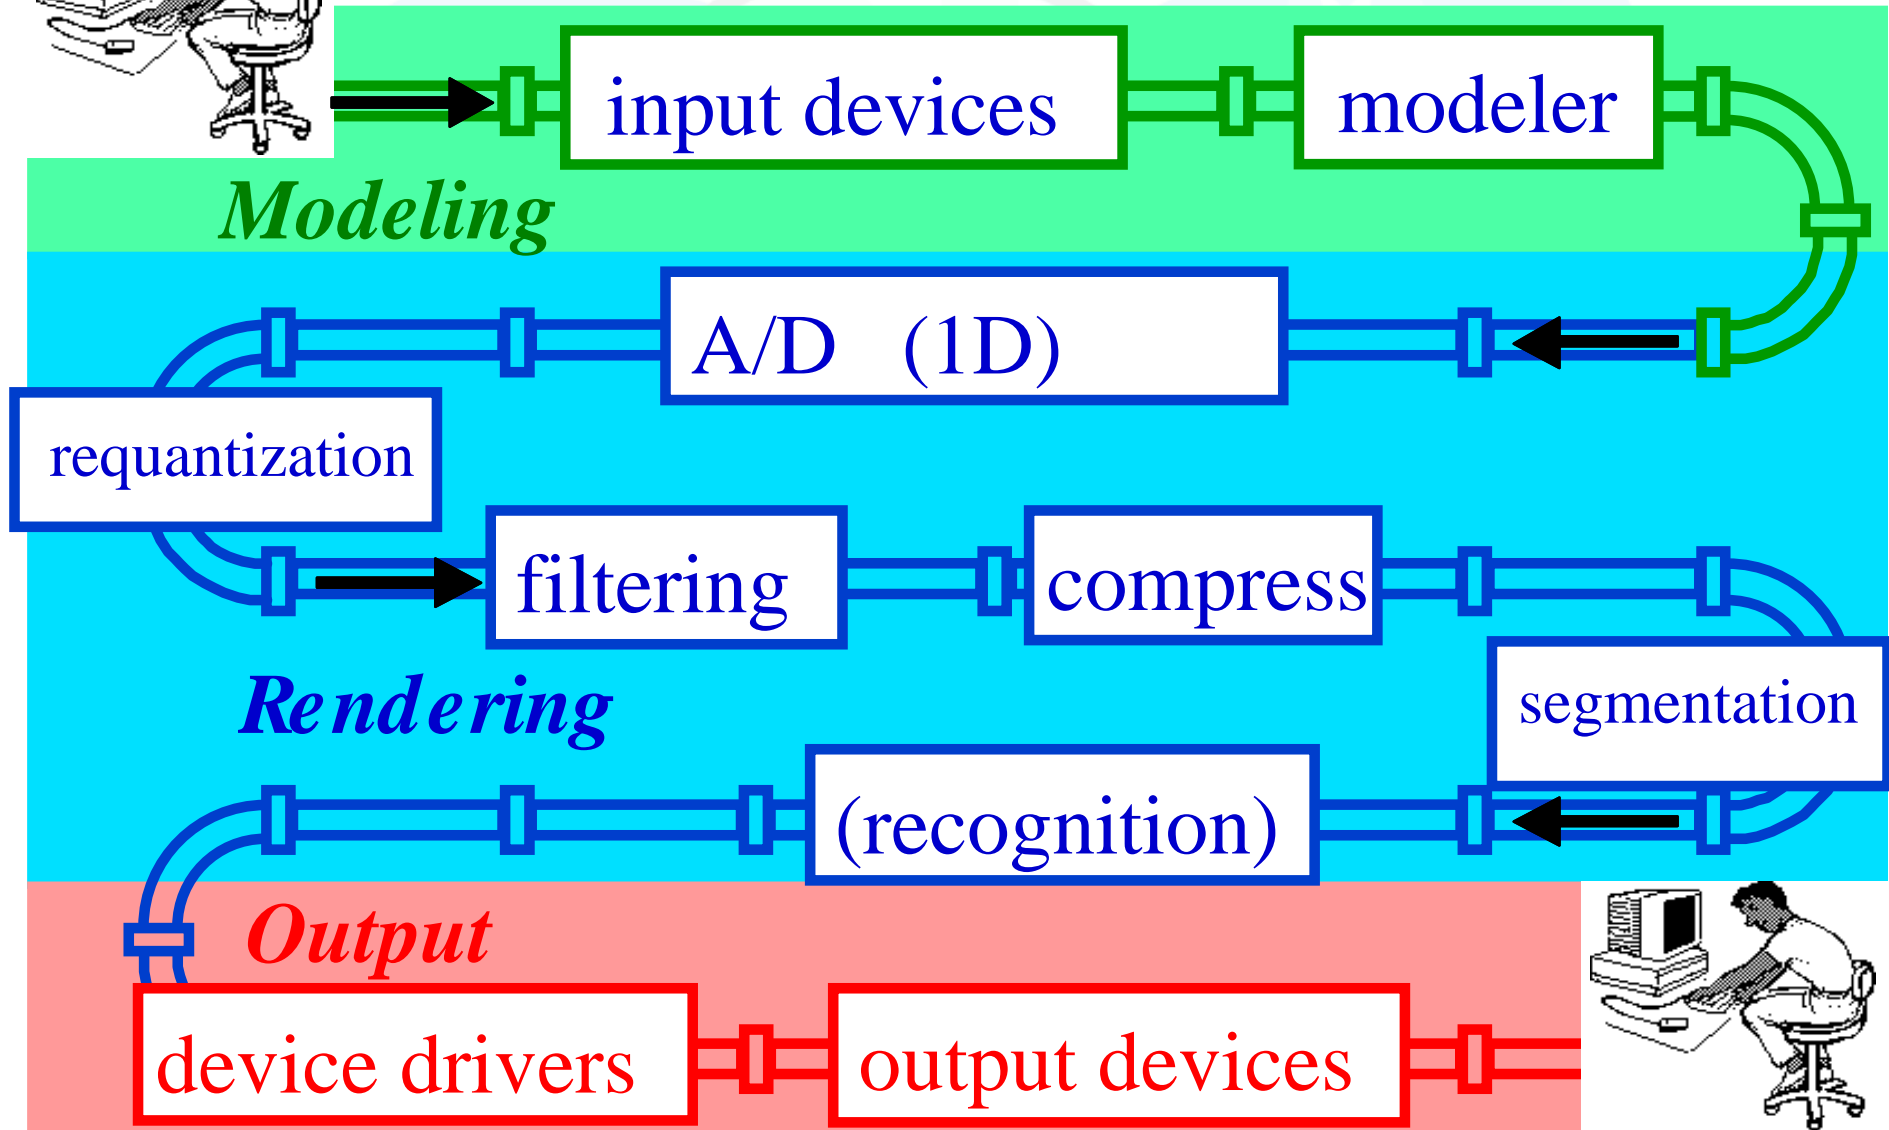 input devices
modeler
Modeling
A/D (1D)
requantization
filtering
compress
Rendering
segmentation
(recognition)
Output
device drivers
output devices